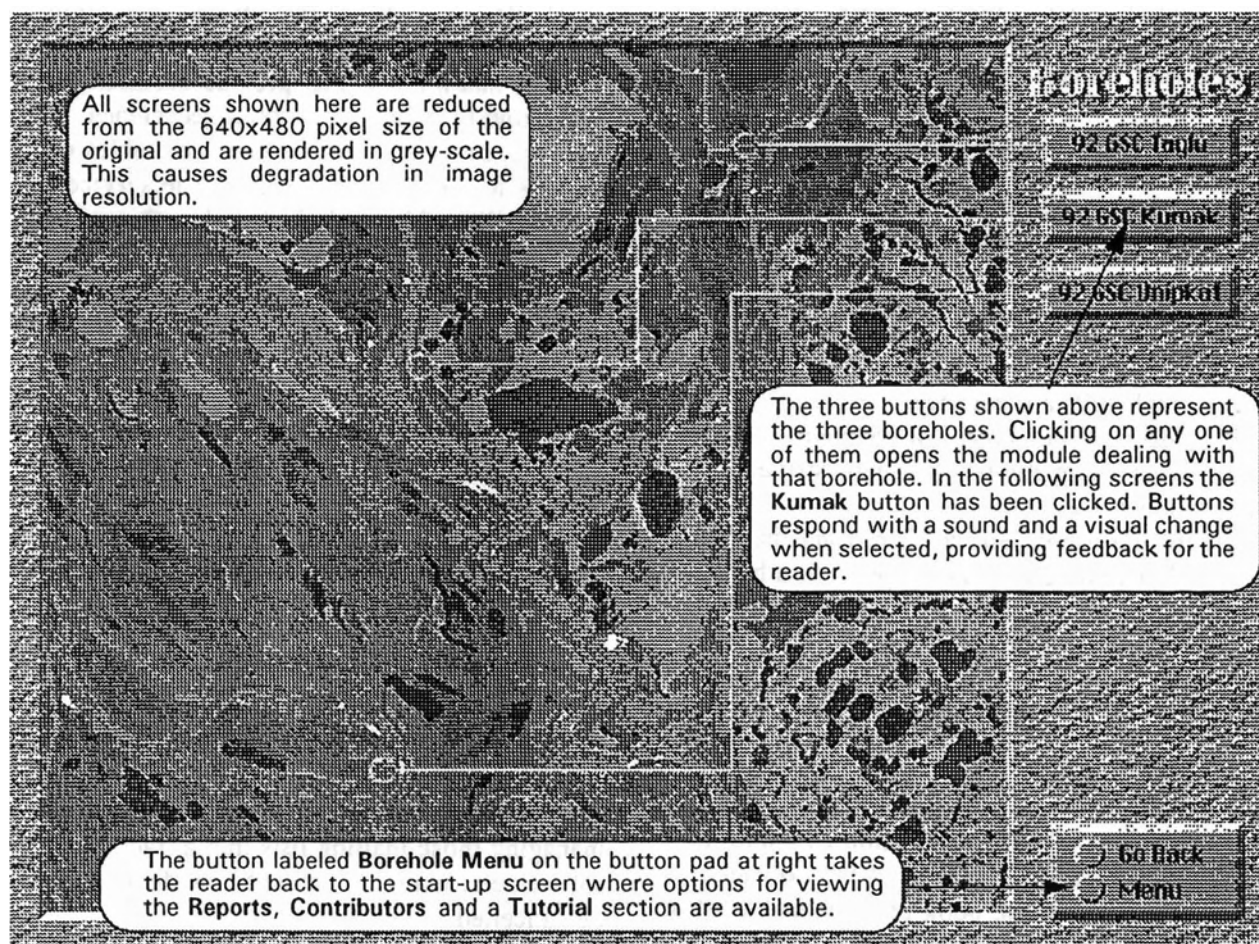 All screens shown here are reduced
from the 640x480 pixel size of the
original and are rendered in grey-scale.
This causes degradation in image
resolution.
Boreholes
92 GSC Taglu
92 GSC Kumak
92 GSC Unipkat
The three buttons shown above represent
the three boreholes. Clicking on any one
of them opens the module dealing with
that borehole. In the following screens the
Kumak button has been clicked. Buttons
respond with a sound and a visual change
when selected, providing feedback for the
reader.
The button labeled Borehole Menu on the button pad at right takes
the reader back to the start-up screen where options for viewing
the Reports, Contributors and a Tutorial section are available.
Go Back
Menu